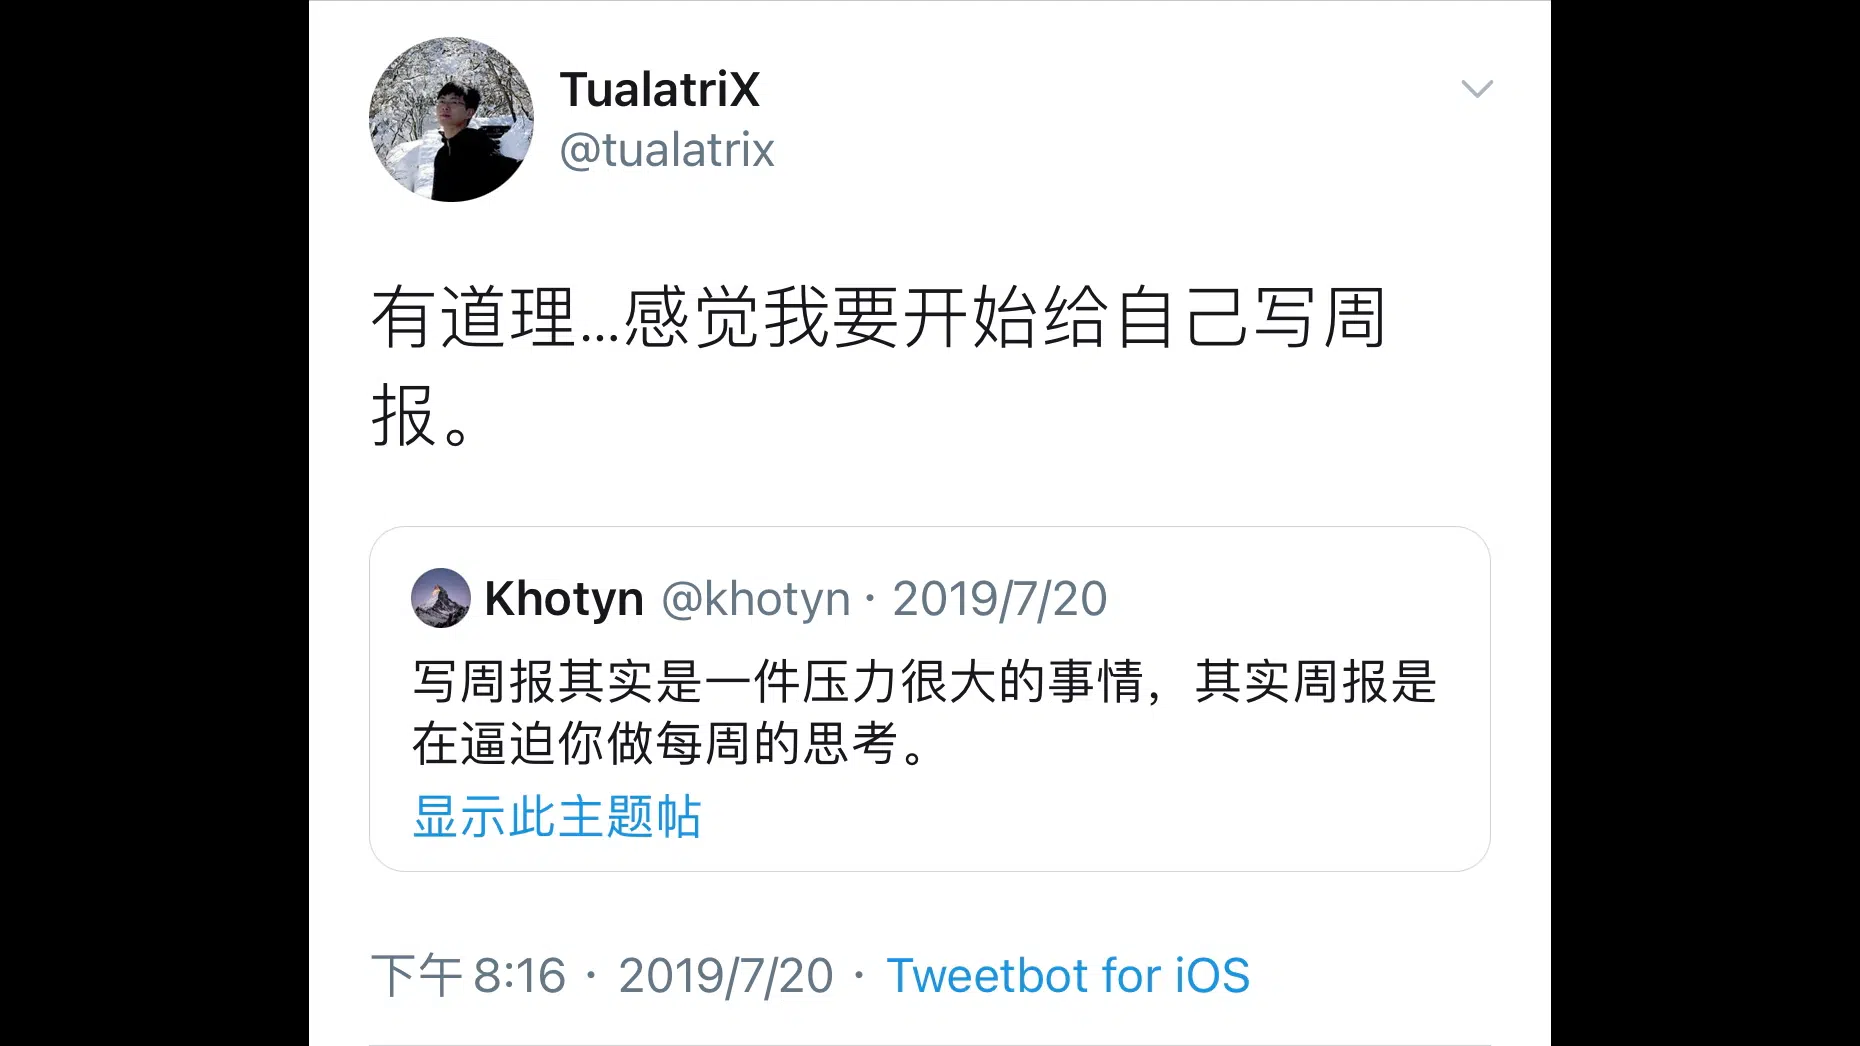 TualatriX
@tualatrix
有道理...感觉我要开始给自己写周
报。
Khotyn @khotyn · 2019/7/20
写周报其实是一件压力很大的事情，其实周报是
在逼迫你做每周的思考。
显示此主题帖
下午 8:16 · 2019/7/20 · Tweetbot for iOS